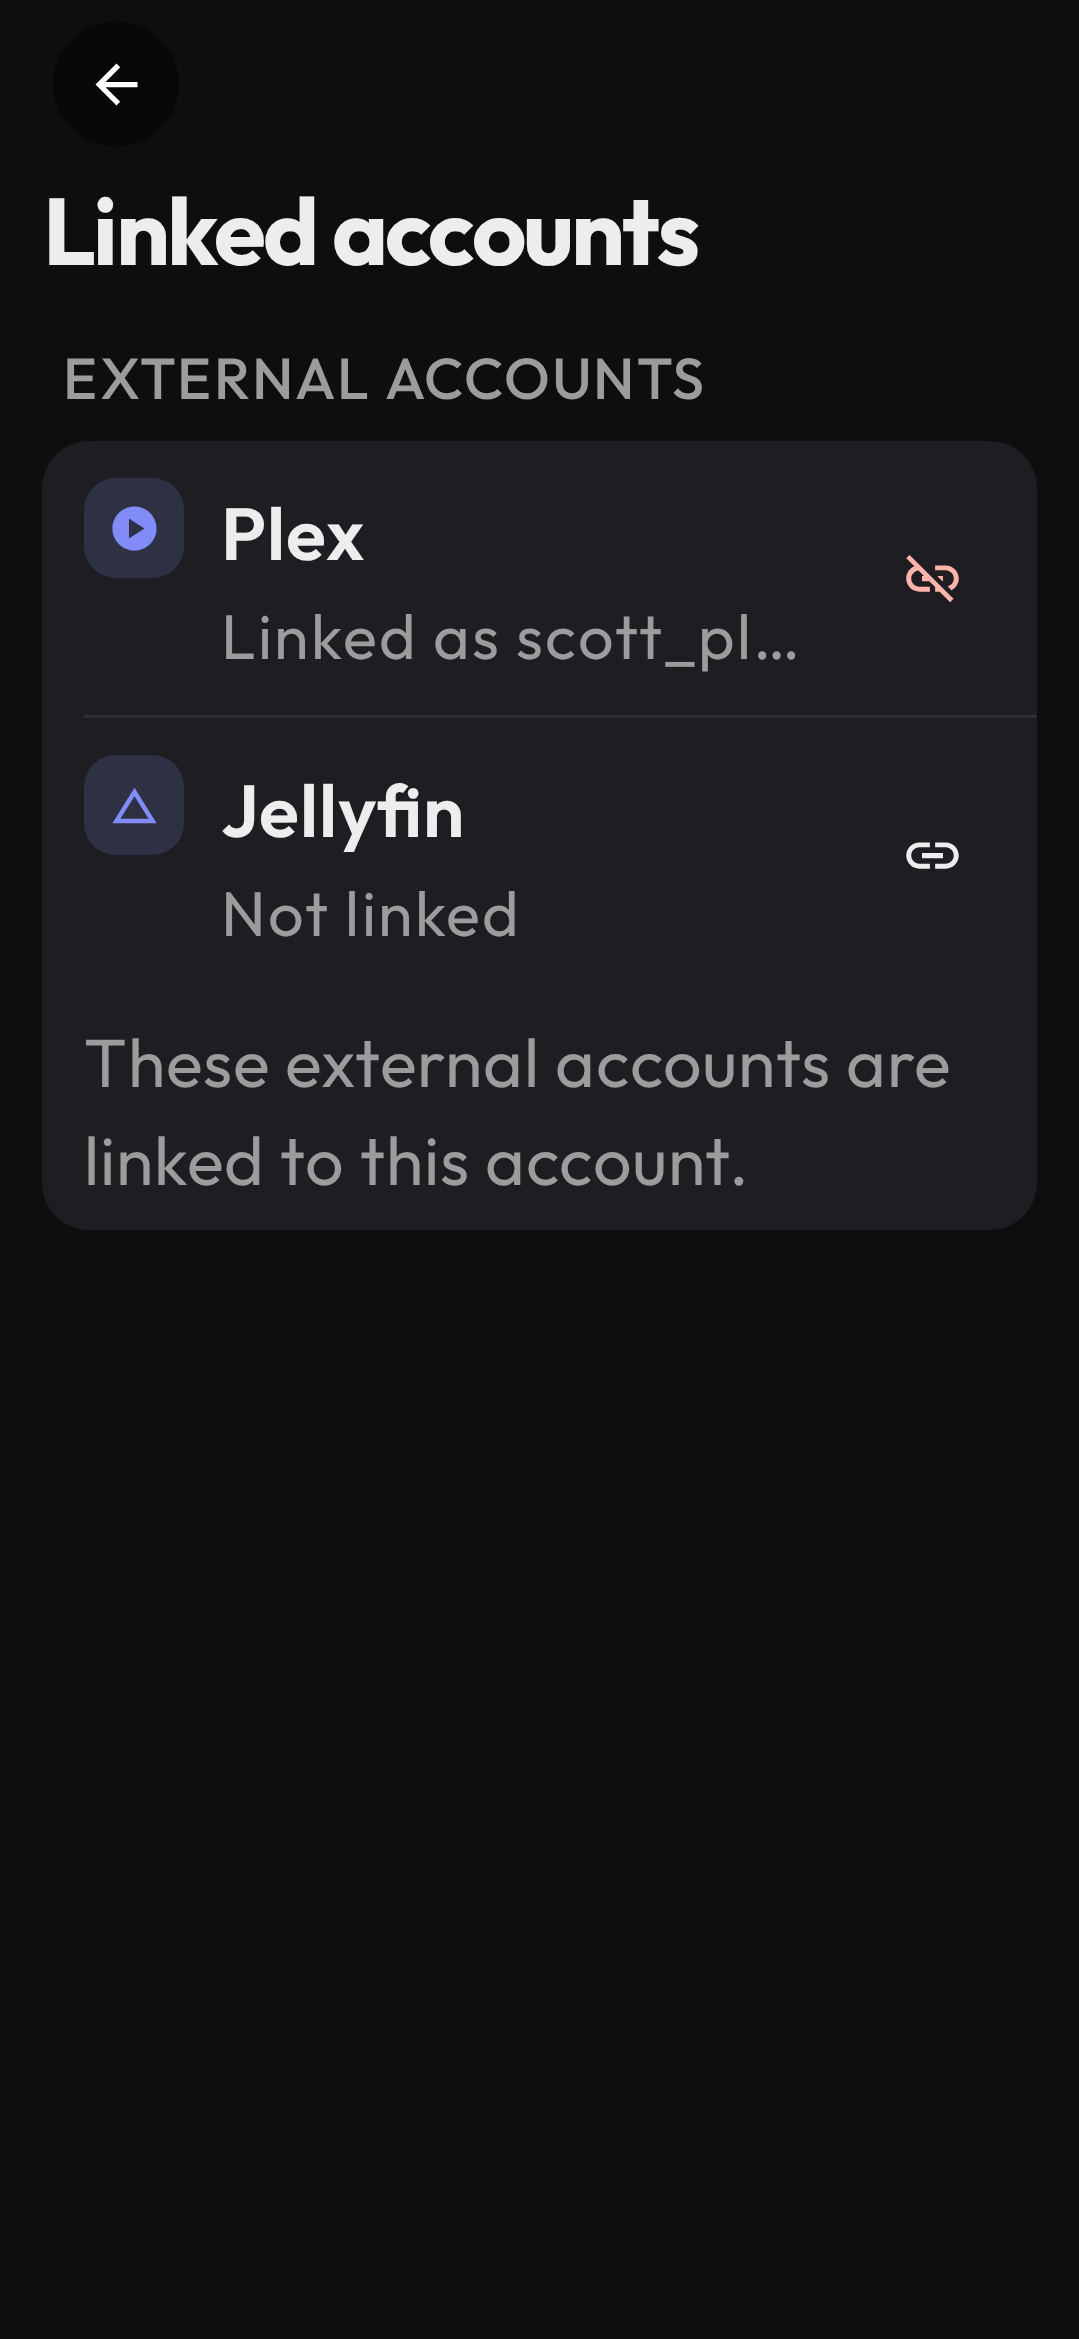 Linked accounts
EXTERNAL ACCOUNTS
Plex
Linked as scott_pl...
Jellyfin
Not linked
These external accounts are
linked to this account.